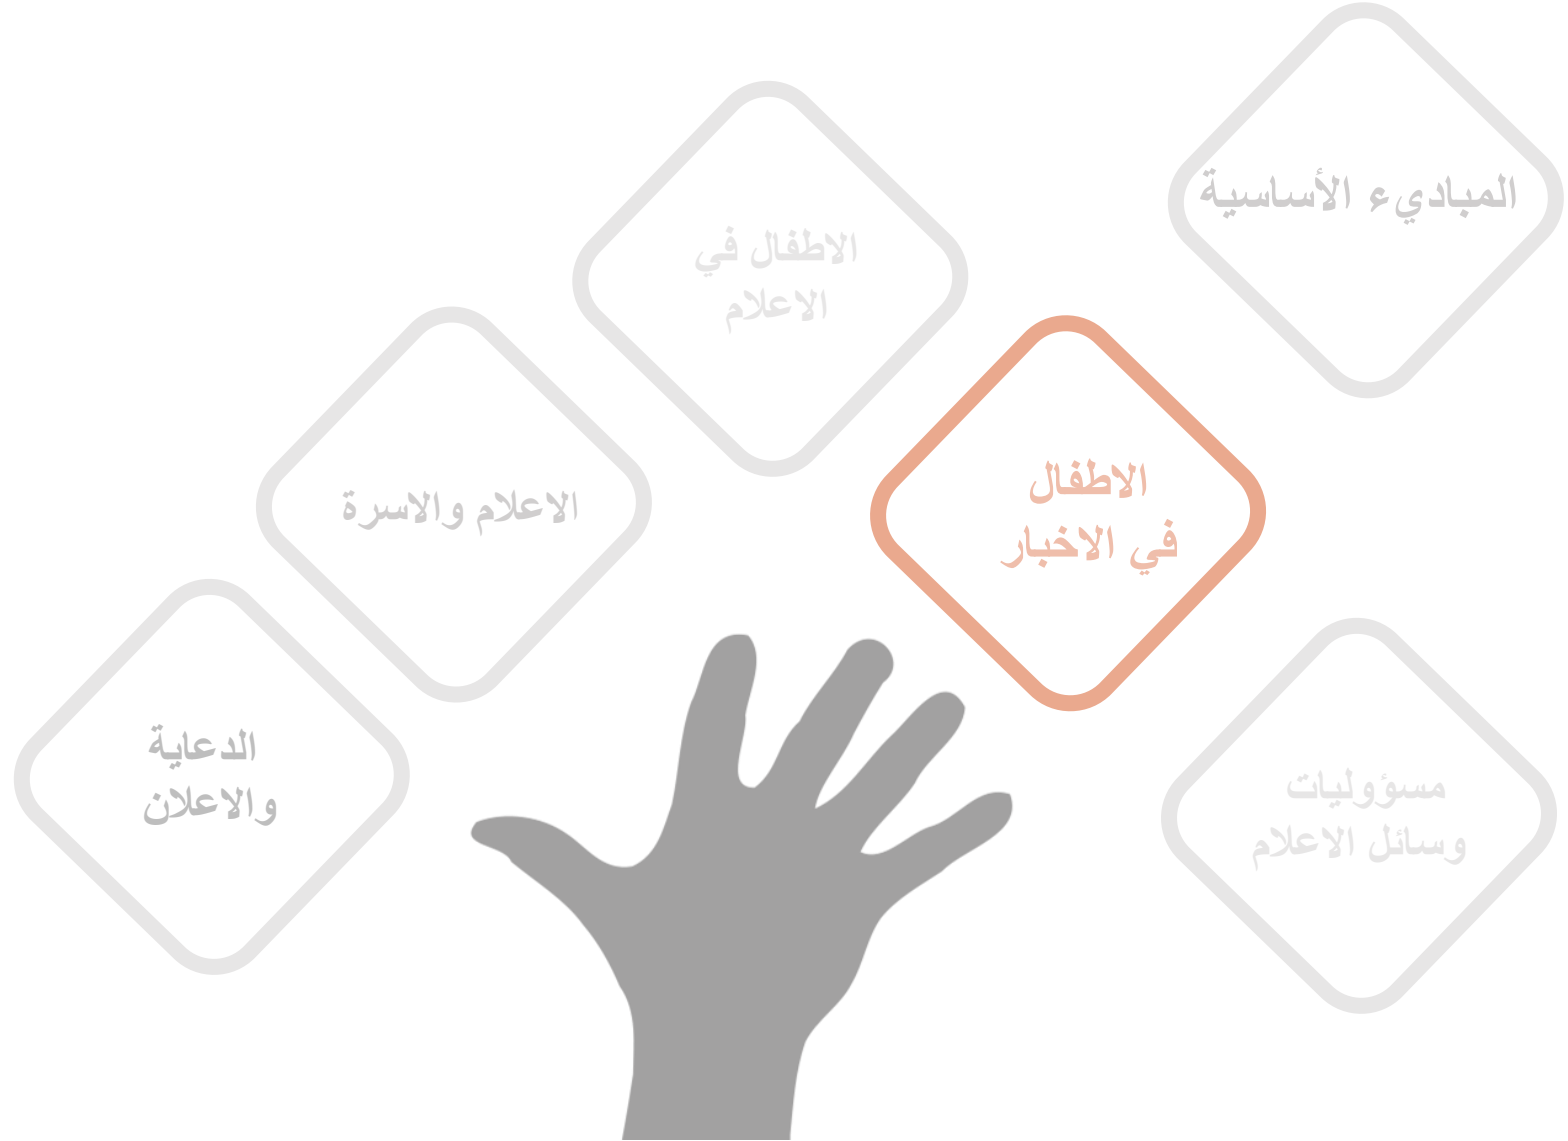 المباديء الأساسية
الاطفال في
الاعلام
الاطفال
في الاخبار
الاعلام والاسرة
الدعاية
والاعلان
مسؤوليات
وسائل الاعلام